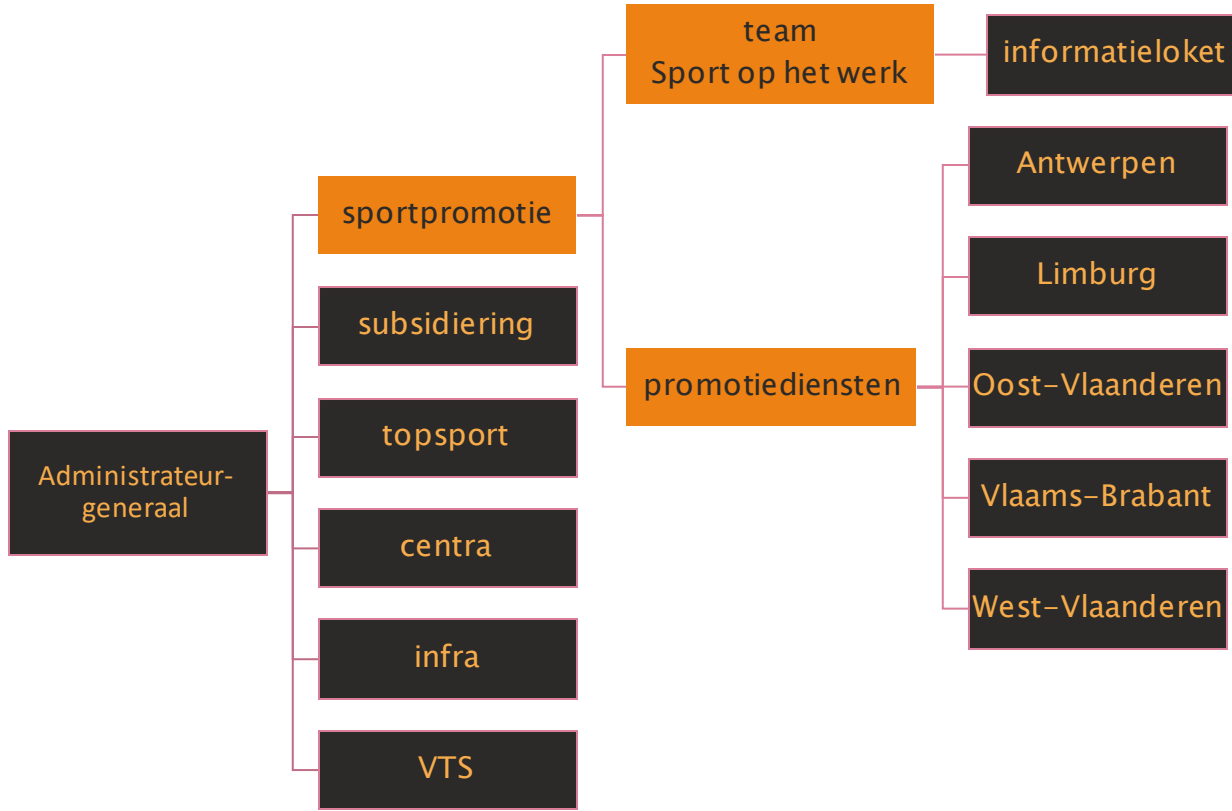 team
Sport op het werk
informatieloket
Antwerpen
sportpromotie
Limburg
subsidiering
promotiediensten
Oost-Vlaanderen
topsport
Administrateur-
generaal
Vlaams-Brabant
centra
West-Vlaanderen
infra
VTS